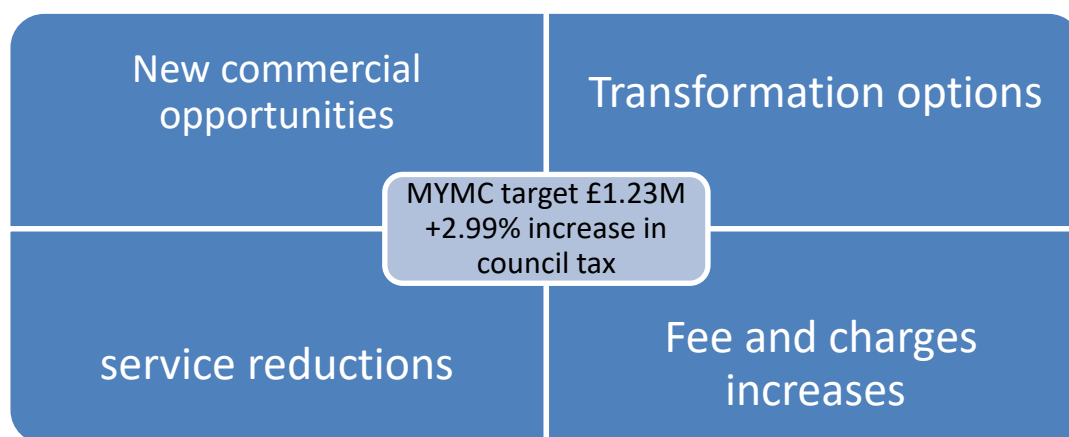 New commercial
opportunities
Transformation options
MYMC target £1.23M
+2.99% increase in
council tax
service reductions
Fee and charges
increases